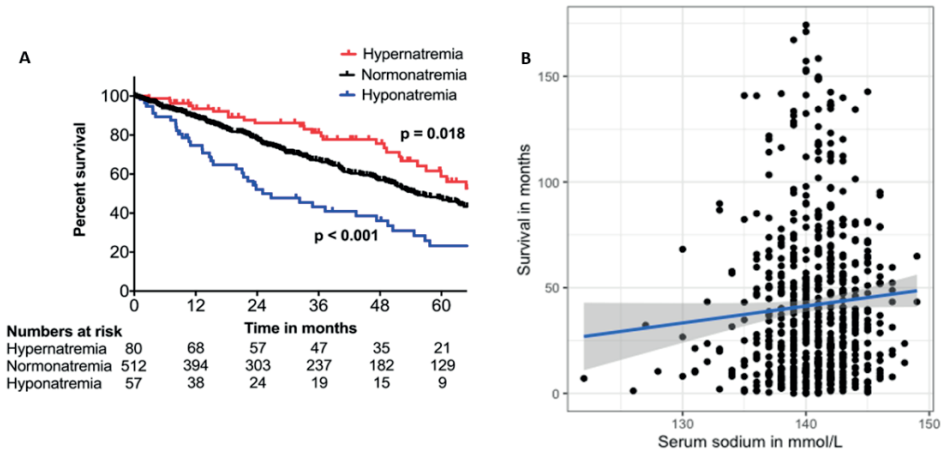 A
Hypernatremia
Normonatremia
Hyponatremia
Percent survival
100
80
60
40
20
0
p = 0.018
p < 0.001
0 12 24 36 48 60
Time in months
Numbers at risk
Hypernatremia 80 68 57 47 35 21
Normonatremia 512 394 303 237 182 129
Hyponatremia 57 38 24 19 15 9
B
Survival in months
150
100
50
0
130 140 150
Serum sodium in mmol/L